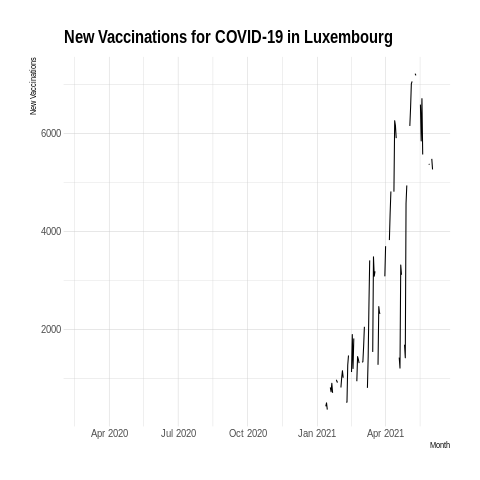 New Vaccinations for COVID-19 in Luxembourg
New Vaccinations
6000
4000
2000
Apr 2020 Jul 2020 Oct 2020 Jan 2021 Apr 2021
Month